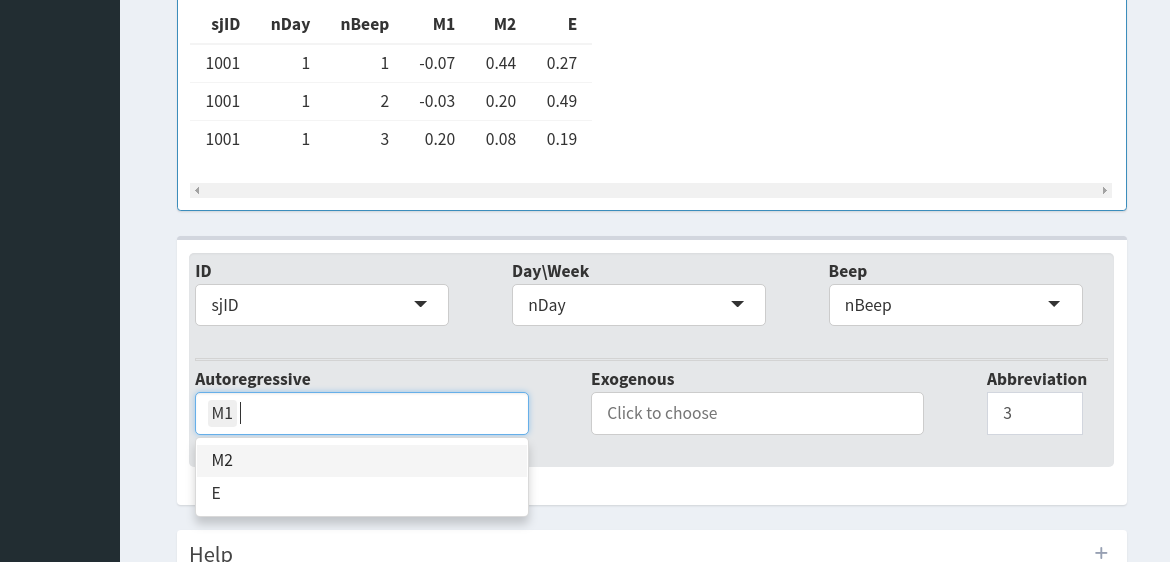 sjID nDay nBeep M1 M2 E
1001 1 1 -0.07 0.44 0.27
1001 1 2 -0.03 0.20 0.49
1001 1 3 0.20 0.08 0.19
ID Day\Week Beep
sjID nDay nBeep
Autoregressive Exogenous Abbreviation
M1 Click to choose 3
M2
E
Help +